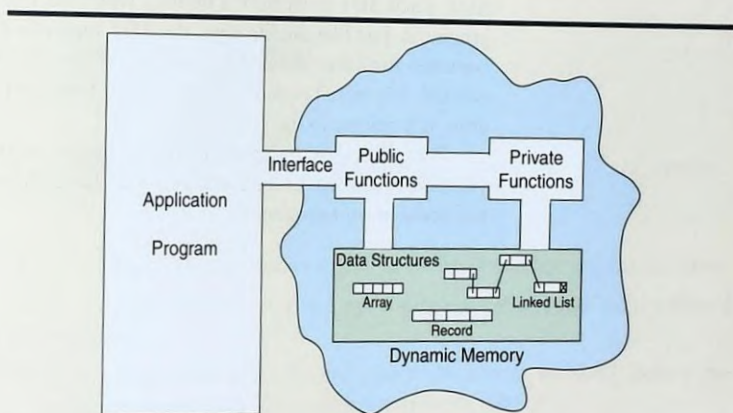 Application
Program
Interface
Public
Functions
Private
Functions
Data Structures
Array
Linked List
Record
Dynamic Memory